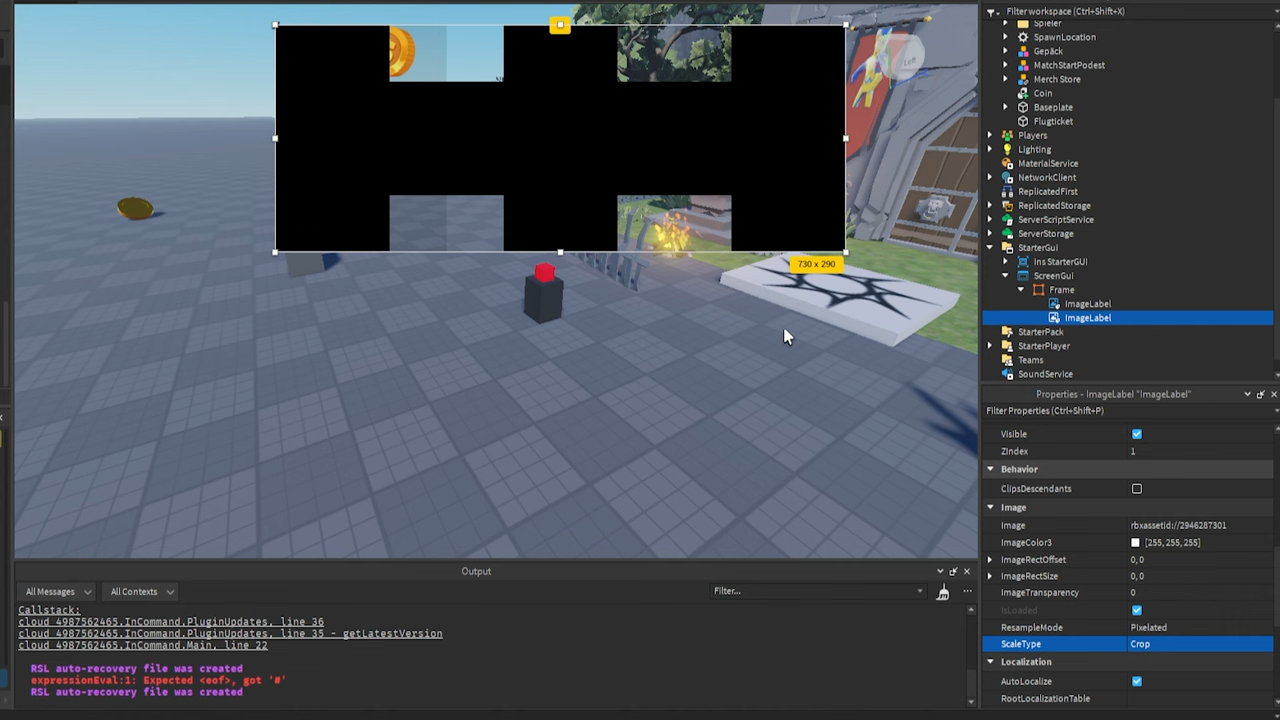 Filter workspace (Ctrl+Shift+X)
Spieler
SpawnLocation
Gepäck
MatchStartPodest
Merch Store
Coin
Baseplate
Flugticket
Players
Lighting
MaterialService
NetworkClient
ReplicatedFirst
ReplicatedStorage
ServerScriptService
ServerStorage
StarterGui
Ins StarterGUI
ScreenGui
Frame
ImageLabel
ImageLabel
StarterPack
StarterPlayer
Teams
SoundService
Left
730 x 290
Properties - ImageLabel "ImageLabel"
Filter Properties (Ctrl+Shift+P)
Visible
ZIndex 1
Behavior
ClipsDescendants
Image
Image rbxassetid://2946287301
ImageColor3 [255, 255, 255]
ImageRectOffset 0, 0
ImageRectSize 0, 0
ImageTransparency 0
IsLoaded
ResampleMode Pixelated
ScaleType Crop
Localization
AutoLocalize
RootLocalizationTable
Output
All Messages All Contexts Filter...
Callstack:
cloud_4987562465.InCommand.PluginUpdates, line 36
cloud_4987562465.InCommand.PluginUpdates, line 35 - getLatestVersion
cloud_4987562465.InCommand.Main, line 22
RSL auto-recovery file was created
expressionEval:1: Expected <eof>, got '#'
RSL auto-recovery file was created